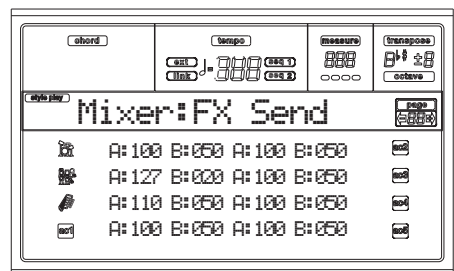 chord tempo measure transpose
ext seq 1
link seq 2
octave
style play
Mixer:FX Send
page
A:100 B:050 A:100 B:050 acc2
A:127 B:020 A:100 B:050 acc3
A:110 B:050 A:100 B:050 acc4
acc1 A:100 B:050 A:100 B:050 acc5